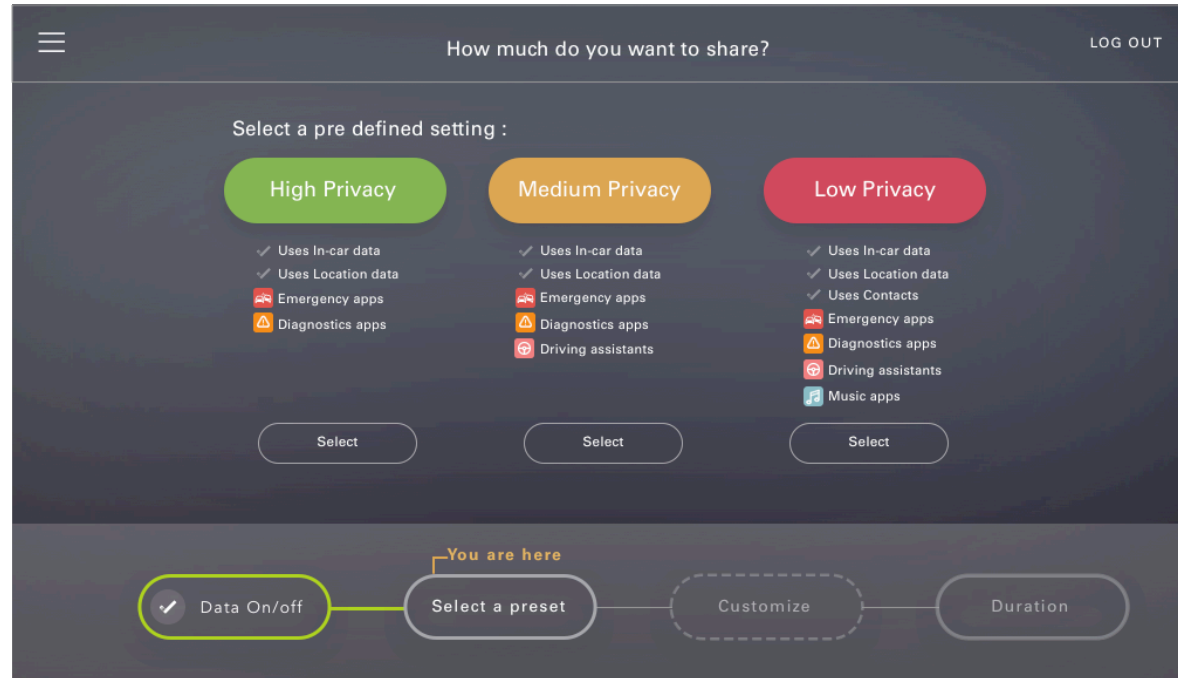 How much do you want to share?
LOG OUT
Select a pre defined setting :
High Privacy
Uses In-car data
Uses Location data
Emergency apps
Diagnostics apps
Select
Medium Privacy
Uses In-car data
Uses Location data
Emergency apps
Diagnostics apps
Driving assistants
Select
Low Privacy
Uses In-car data
Uses Location data
Uses Contacts
Emergency apps
Diagnostics apps
Driving assistants
Music apps
Select
You are here
Data On/off
Select a preset
Customize
Duration